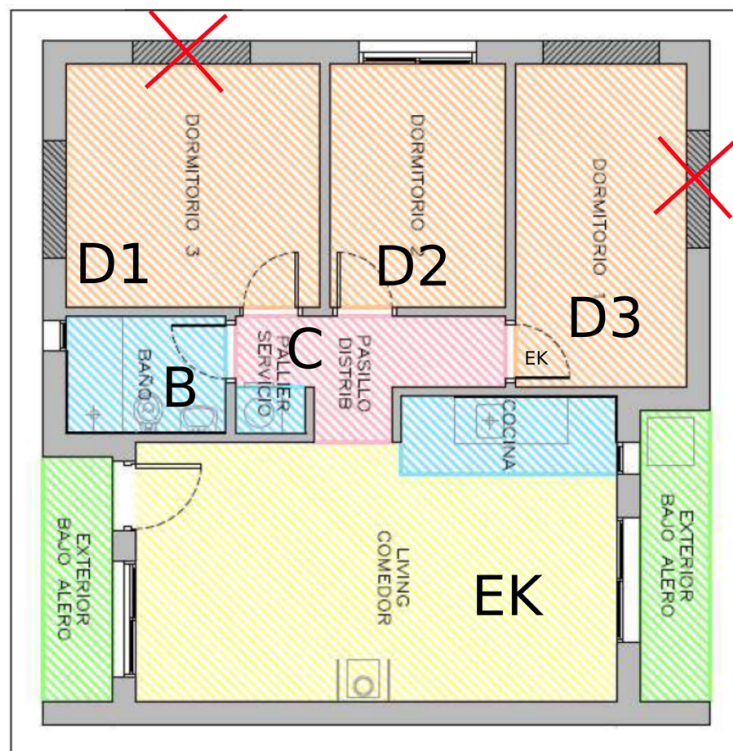 DORMITORIO 3
D1
DORMITORIO 2
D2
DORMITORIO 1
D3
EK
BAÑO
B
PALLIER
SERVICIO
C
PASILLO
DISTRIB
COCINA
EXTERIOR
BAJO ALERO
LIVING
COMEDOR
EK
EXTERIOR
BAJO ALERO